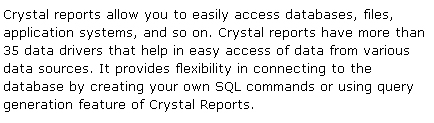 Crystal reports allow you to easily access databases, files,
application systems, and so on. Crystal reports have more than
35 data drivers that help in easy access of data from various
data sources. It provides flexibility in connecting to the
database by creating your own SQL commands or using query
generation feature of Crystal Reports.